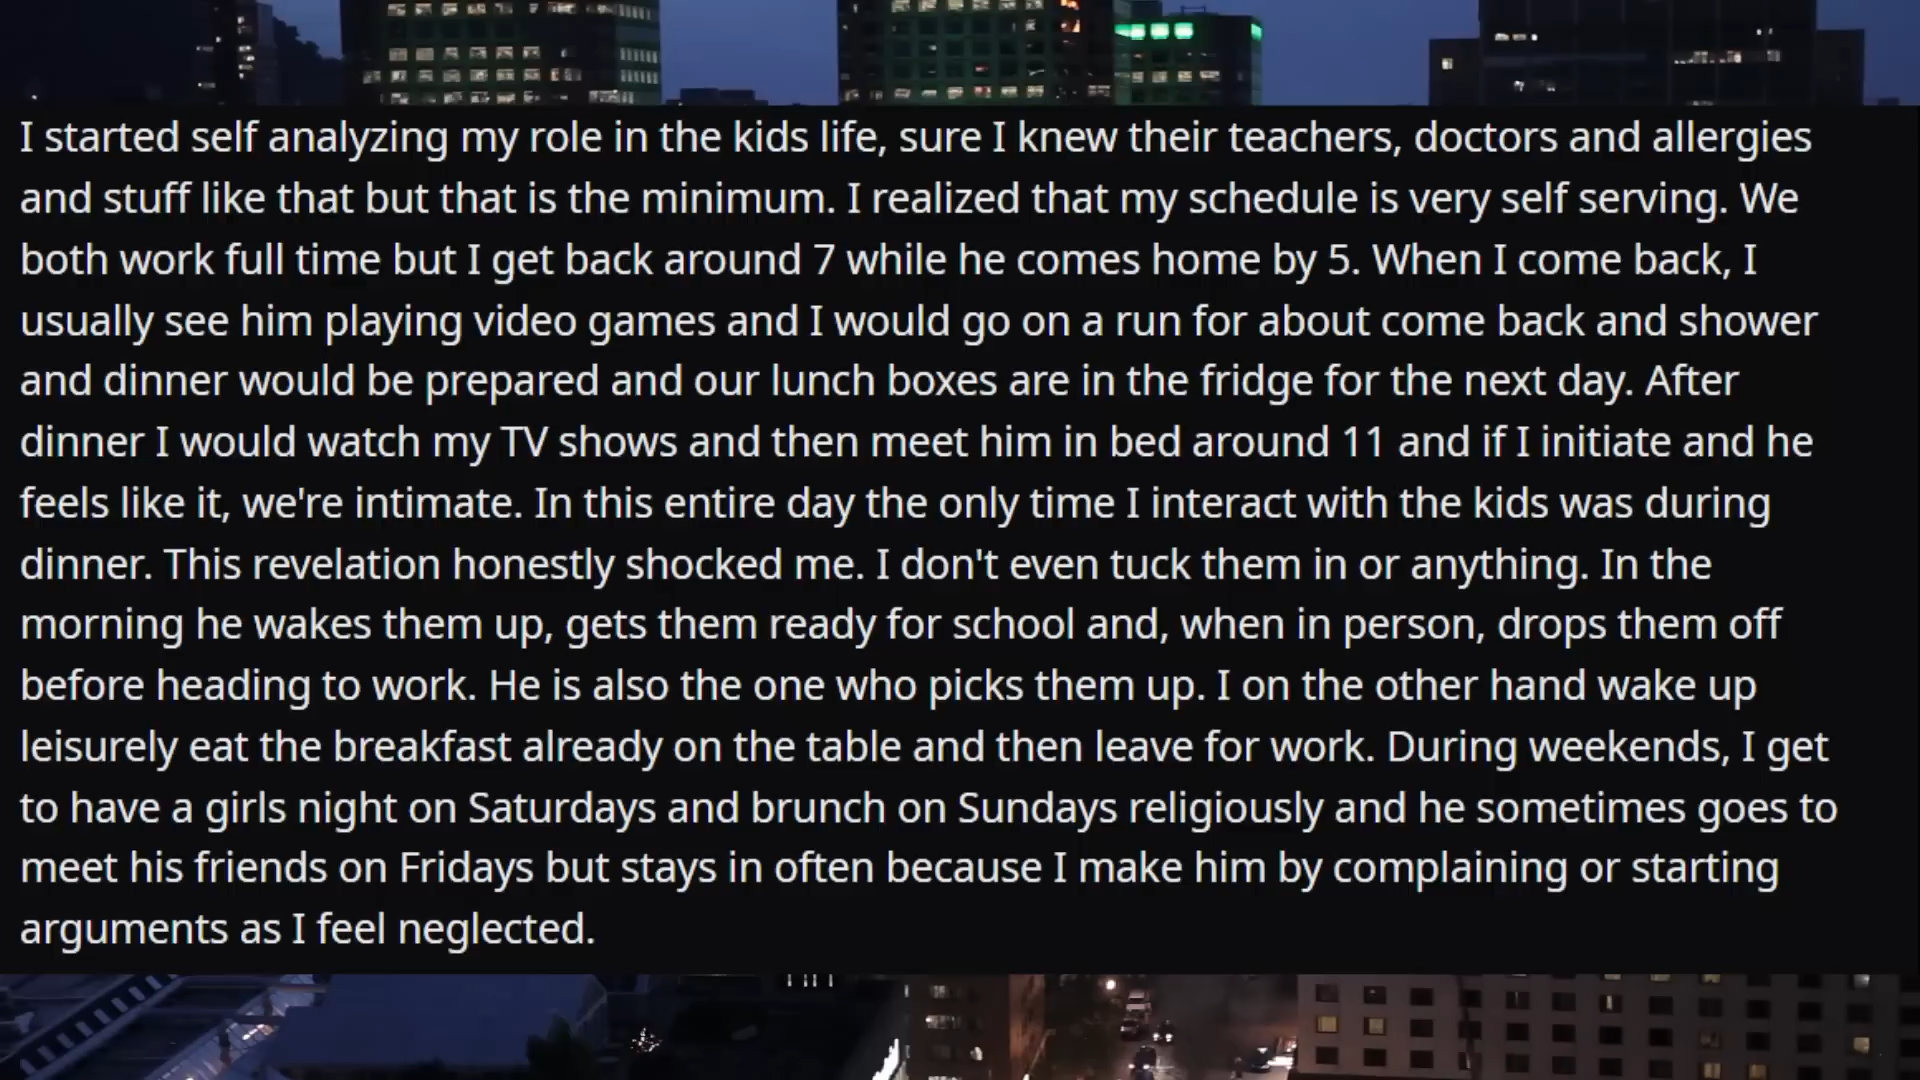 I started self analyzing my role in the kids life, sure I knew their teachers, doctors and allergies
and stuff like that but that is the minimum. I realized that my schedule is very self serving. We
both work full time but I get back around 7 while he comes home by 5. When I come back, I
usually see him playing video games and I would go on a run for about come back and shower
and dinner would be prepared and our lunch boxes are in the fridge for the next day. After
dinner I would watch my TV shows and then meet him in bed around 11 and if I initiate and he
feels like it, we're intimate. In this entire day the only time I interact with the kids was during
dinner. This revelation honestly shocked me. I don't even tuck them in or anything. In the
morning he wakes them up, gets them ready for school and, when in person, drops them off
before heading to work. He is also the one who picks them up. I on the other hand wake up
leisurely eat the breakfast already on the table and then leave for work. During weekends, I get
to have a girls night on Saturdays and brunch on Sundays religiously and he sometimes goes to
meet his friends on Fridays but stays in often because I make him by complaining or starting
arguments as I feel neglected.